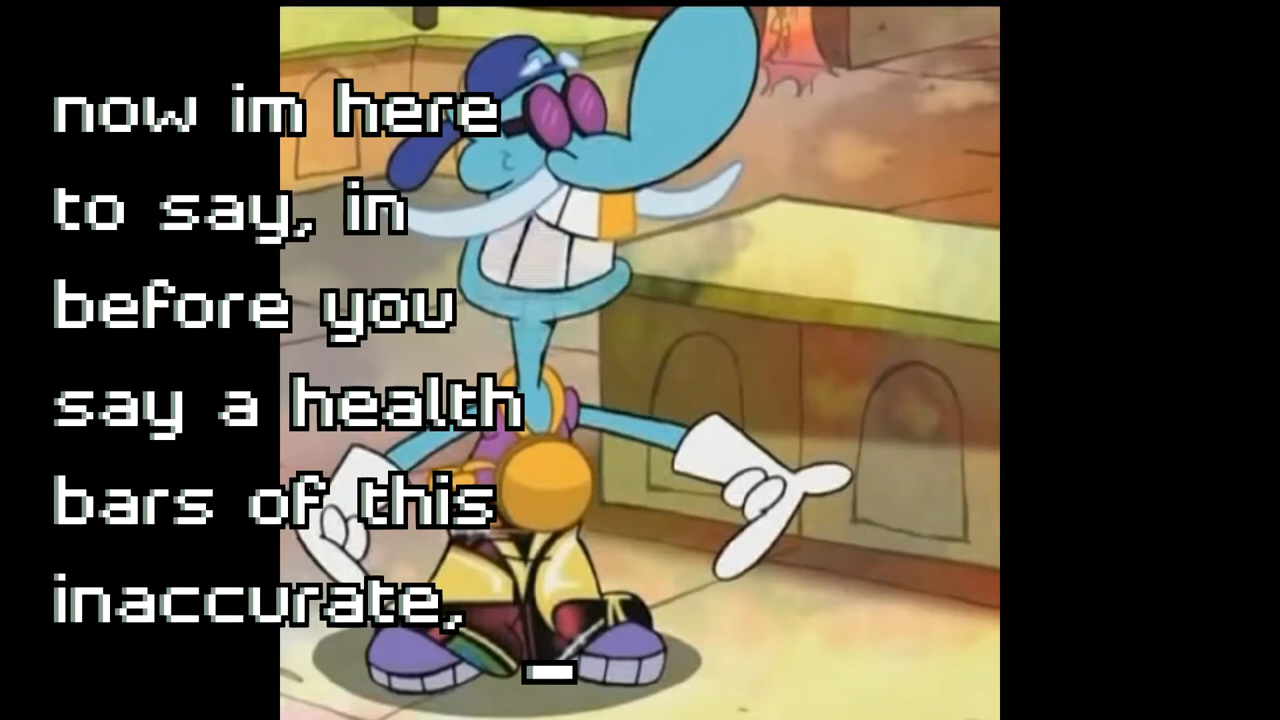 now im here
to say, in
before you
say a health
bars of this
inaccurate,
_